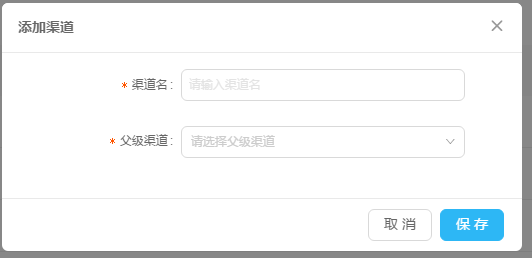 添加渠道
* 渠道名:
请输入渠道名
* 父级渠道:
请选择父级渠道
取 消
保 存